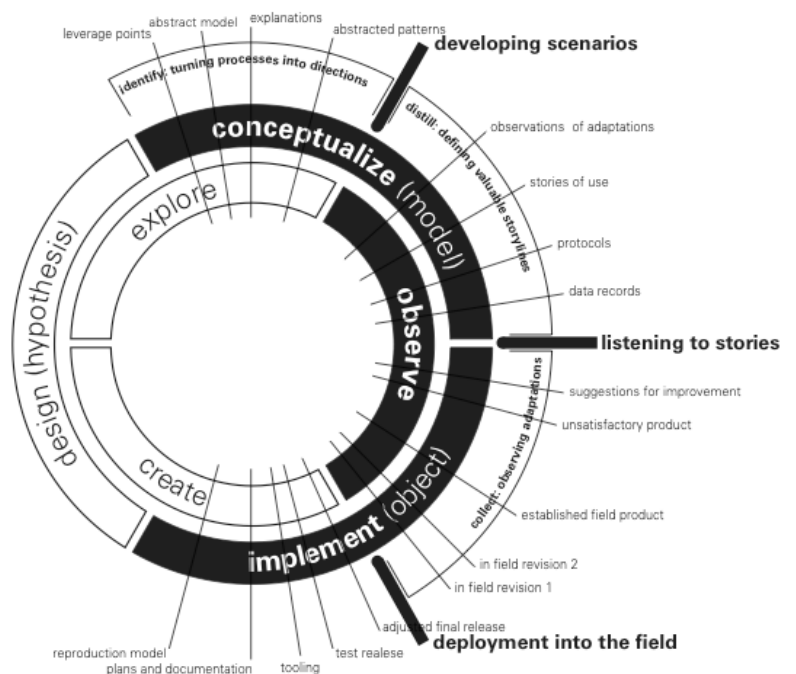 explanations
abstract model
leverage points
abstracted patterns
developing scenarios
identify: turning processes into directions
distill: defining valuable storylines
conceptualize (model)
observations of adaptations
explore
stories of use
protocols
observe
data records
design (hypothesis)
listening to stories
suggestions for improvement
unsatisfactory product
collect: observing adaptations
create
implement (object)
established field product
in field revision 2
in field revision 1
adjusted final release
deployment into the field
reproduction model
test realese
plans and documentation
tooling